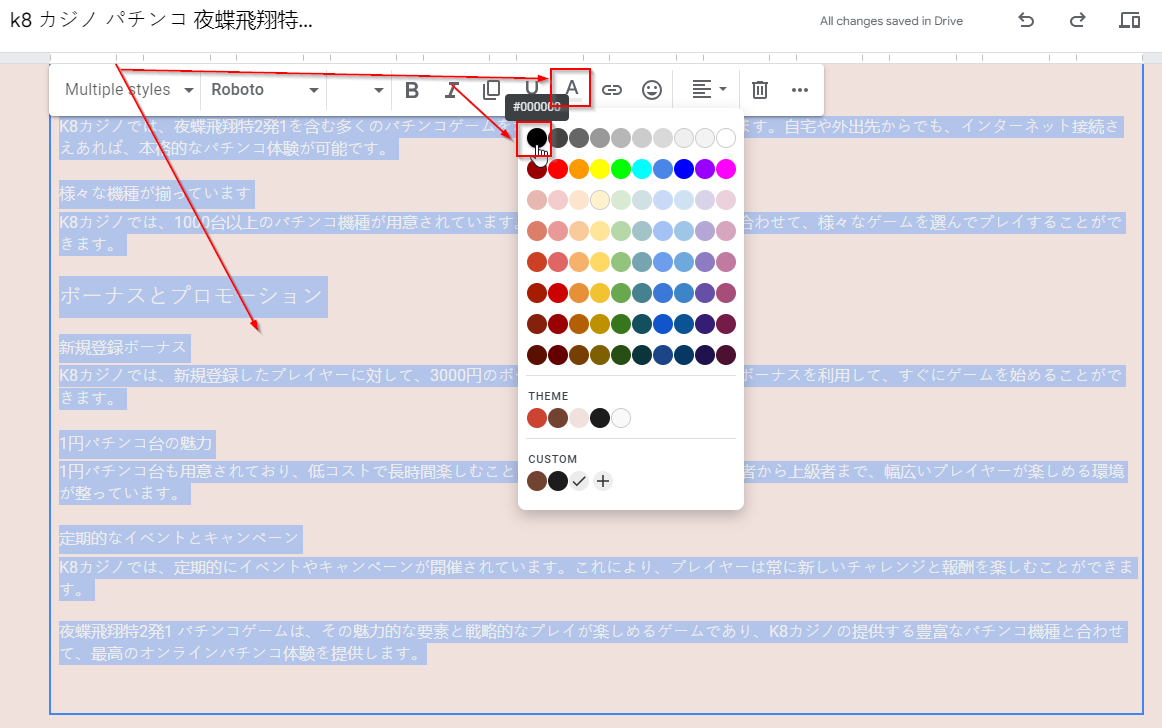 k8 カジノ パチンコ 夜蝶飛翔特...
All changes saved in Drive
Multiple styles
Roboto
B I U A
#000000
K8カジノでは、夜蝶飛翔特2発1を含む多くのパチンコゲームを
ます。自宅や外出先からでも、インターネット接続さ
えあれば、本格的なパチンコ体験が可能です。
様々な機種が揃っています
K8カジノでは、1000台以上のパチンコ機種が用意されています。
合わせて、様々なゲームを選んでプレイすることがで
きます。
ボーナスとプロモーション
新規登録ボーナス
K8カジノでは、新規登録したプレイヤーに対して、3000円のボ
ボーナスを利用して、すぐにゲームを始めることがで
きます。
THEME
1円パチンコ台の魅力
CUSTOM
1円パチンコ台も用意されており、低コストで長時間楽しむこと
者から上級者まで、幅広いプレイヤーが楽しめる環境
が整っています。
定期的なイベントとキャンペーン
K8カジノでは、定期的にイベントやキャンペーンが開催されています。これにより、プレイヤーは常に新しいチャレンジと報酬を楽しむことができま
す。
夜蝶飛翔特2発1 パチンコゲームは、その魅力的な要素と戦略的なプレイが楽しめるゲームであり、K8カジノの提供する豊富なパチンコ機種と合わせ
て、最高のオンラインパチンコ体験を提供します。